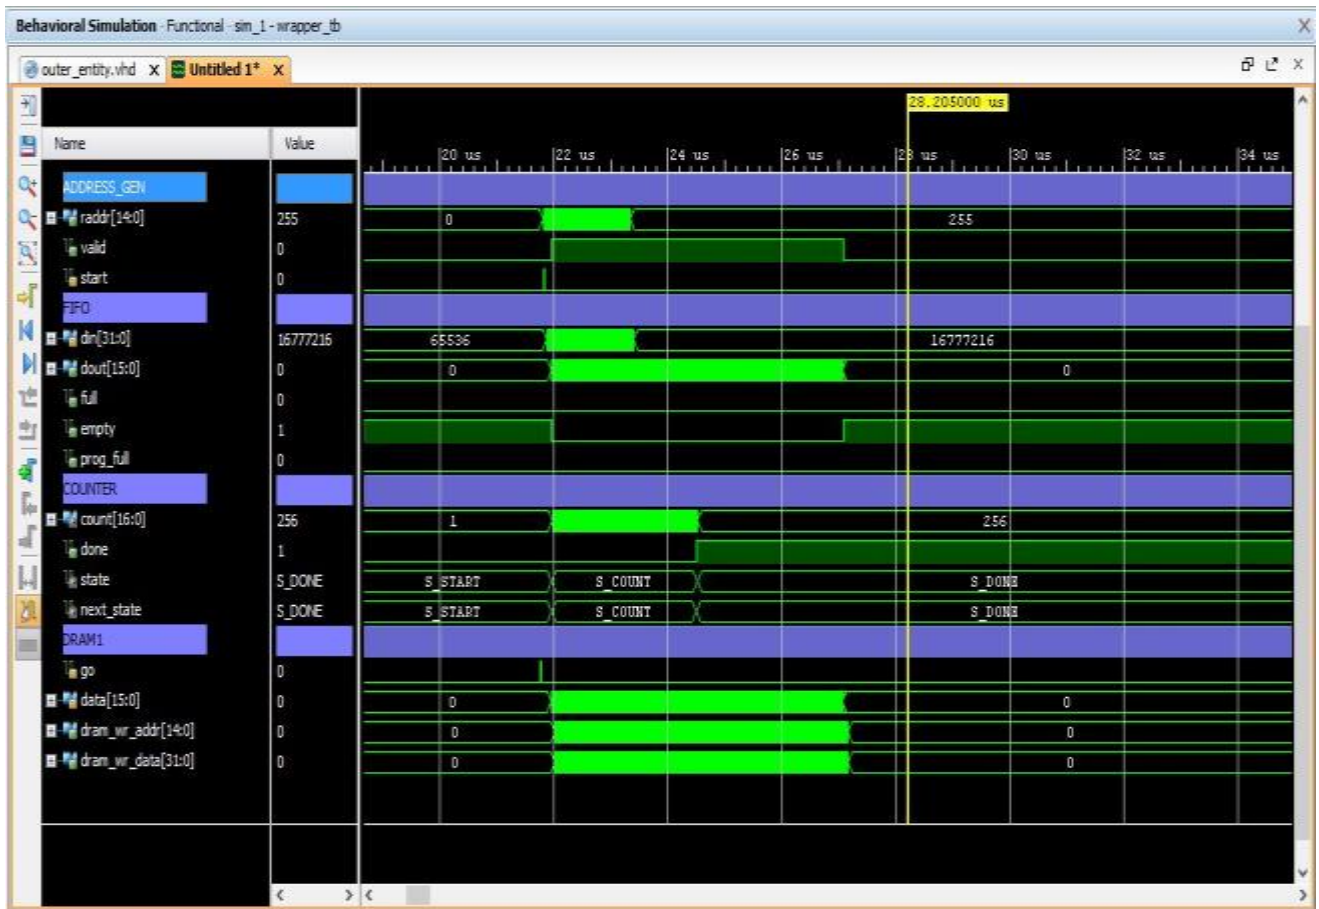 Behavioral Simulation - Functional - sim_1 - wrapper_tb
outer_entity.vhd x Untitled 1* x
28.205000 us
Name Value
20 us 22 us 24 us 26 us 28 us 30 us 32 us 34 us
ADDRESS_GEN
raddr[14:0] 255 0 255
valid 0
start 0
FIFO
din[31:0] 16777216 65536 16777216
dout[15:0] 0 0 0
full 0
empty 1
prog_full 0
COUNTER
count[16:0] 256 1 256
done 1
state S_DONE S_START S_COUNT S_DONE
next_state S_DONE S_START S_COUNT S_DONE
DRAM1
go 0
data[15:0] 0 0 0
dram_wr_addr[14:0] 0 0 0
dram_wr_data[31:0] 0 0 0